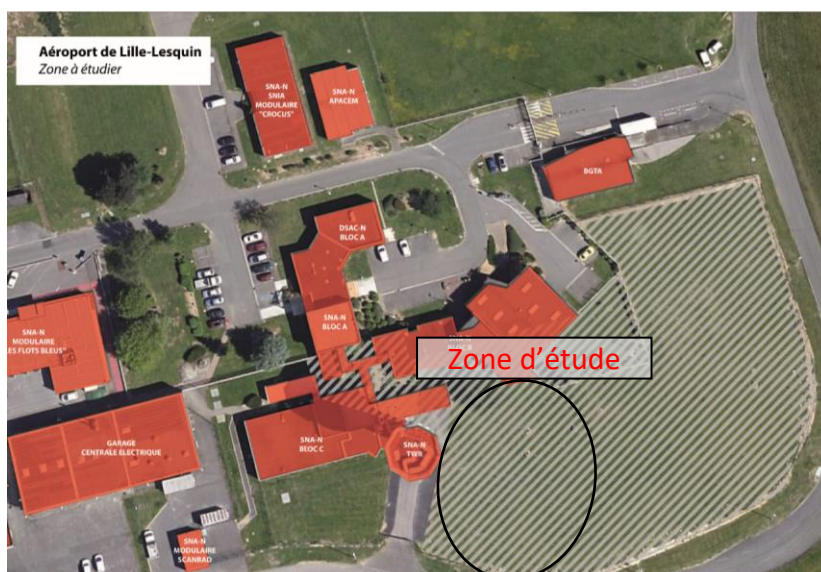 Aéroport de Lille-Lesquin
Zone à étudier
SNA-N
SNIA
MODULAIRE
"CROCUS"
SNA-N
APACEM
BGTA
DSAC-N
BLOC A
SNA-N
BLOC A
SNA-N
MODULAIRE
ES FLOTS BLEUS"
Zone d'étude
GARAGE
CENTRALE ELECTRIQUE
SNA-N
BLOC C
SNA-N
TWR
SNA-N
MODULAIRE
SCANRAD